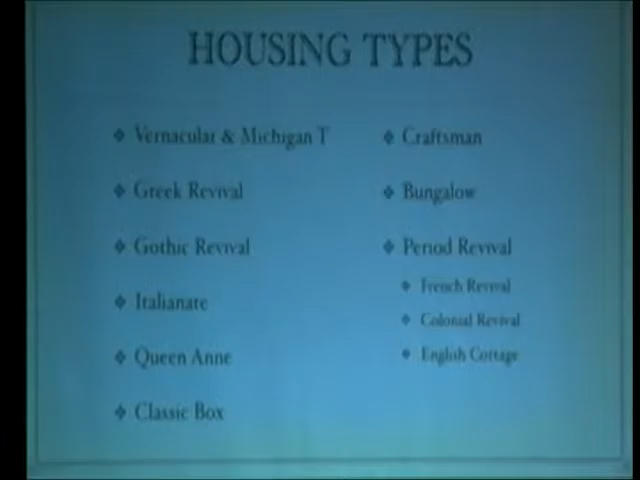 HOUSING TYPES
Vernacular & Michigan T
Greek Revival
Gothic Revival
Italianate
Queen Anne
Classic Box
Craftsman
Bungalow
Period Revival
French Revival
Colonial Revival
English Cottage